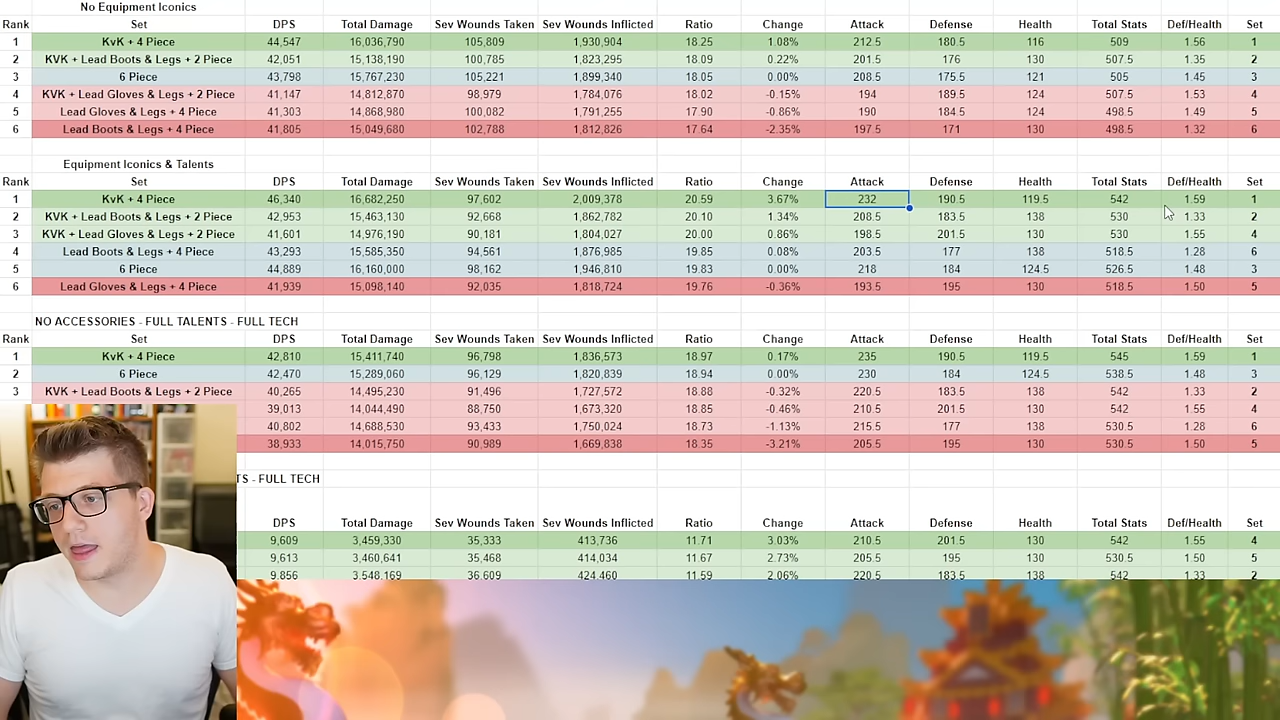 No Equipment Iconics
Rank Set DPS Total Damage Sev Wounds Taken Sev Wounds Inflicted Ratio Change Attack Defense Health Total Stats Def/Health Set
1 KvK + 4 Piece 44,547 16,036,790 105,809 1,930,904 18.25 1.08% 212.5 180.5 116 509 1.56 1
2 KVK + Lead Boots & Legs + 2 Piece 42,051 15,138,190 100,785 1,823,295 18.09 0.22% 201.5 176 130 507.5 1.35 2
3 6 Piece 43,798 15,767,230 105,221 1,899,340 18.05 0.00% 208.5 175.5 121 505 1.45 3
4 KVK + Lead Gloves & Legs + 2 Piece 41,147 14,812,870 98,979 1,784,076 18.02 -0.15% 194 189.5 124 507.5 1.53 4
5 Lead Gloves & Legs + 4 Piece 41,303 14,868,980 100,082 1,791,255 17.90 -0.86% 190 184.5 124 498.5 1.49 5
6 Lead Boots & Legs + 4 Piece 41,805 15,049,680 102,788 1,812,826 17.64 -2.35% 197.5 171 130 498.5 1.32 6
Equipment Iconics & Talents
Rank Set DPS Total Damage Sev Wounds Taken Sev Wounds Inflicted Ratio Change Attack Defense Health Total Stats Def/Health Set
1 KvK + 4 Piece 46,340 16,682,250 97,602 2,009,378 20.59 3.67% 232 190.5 119.5 542 1.59 1
2 KVK + Lead Boots & Legs + 2 Piece 42,953 15,463,130 92,668 1,862,782 20.10 1.34% 208.5 183.5 138 530 1.33 2
3 KVK + Lead Gloves & Legs + 2 Piece 41,601 14,976,190 90,181 1,804,027 20.00 0.86% 198.5 201.5 130 530 1.55 4
4 Lead Boots & Legs + 4 Piece 43,293 15,585,350 94,561 1,876,985 19.85 0.08% 203.5 177 138 518.5 1.28 6
5 6 Piece 44,889 16,160,000 98,162 1,946,810 19.83 0.00% 218 184 124.5 526.5 1.48 3
6 Lead Gloves & Legs + 4 Piece 41,939 15,098,140 92,035 1,818,724 19.76 -0.36% 193.5 195 130 518.5 1.50 5
NO ACCESSORIES - FULL TALENTS - FULL TECH
Rank Set DPS Total Damage Sev Wounds Taken Sev Wounds Inflicted Ratio Change Attack Defense Health Total Stats Def/Health Set
1 KvK + 4 Piece 42,810 15,411,740 96,798 1,836,573 18.97 0.17% 235 190.5 119.5 545 1.59 1
2 6 Piece 42,470 15,289,060 96,129 1,820,839 18.94 0.00% 230 184 124.5 538.5 1.48 3
3 KVK + Lead Boots & Legs + 2 Piece 40,265 14,495,230 91,496 1,727,572 18.88 -0.32% 220.5 183.5 138 542 1.33 2
39,013 14,044,490 88,750 1,673,320 18.85 -0.46% 210.5 201.5 130 542 1.55 4
40,802 14,688,530 93,433 1,750,024 18.73 -1.13% 215.5 177 138 530.5 1.28 6
38,933 14,015,750 90,989 1,669,838 18.35 -3.21% 205.5 195 130 530.5 1.50 5
TS - FULL TECH
DPS Total Damage Sev Wounds Taken Sev Wounds Inflicted Ratio Change Attack Defense Health Total Stats Def/Health Set
9,609 3,459,330 35,333 413,736 11.71 3.03% 210.5 201.5 130 542 1.55 4
9,613 3,460,641 35,468 414,034 11.67 2.73% 205.5 195 130 530.5 1.50 5
9,856 3,548,169 36,609 424,460 11.59 2.06% 220.5 183.5 138 542 1.33 2